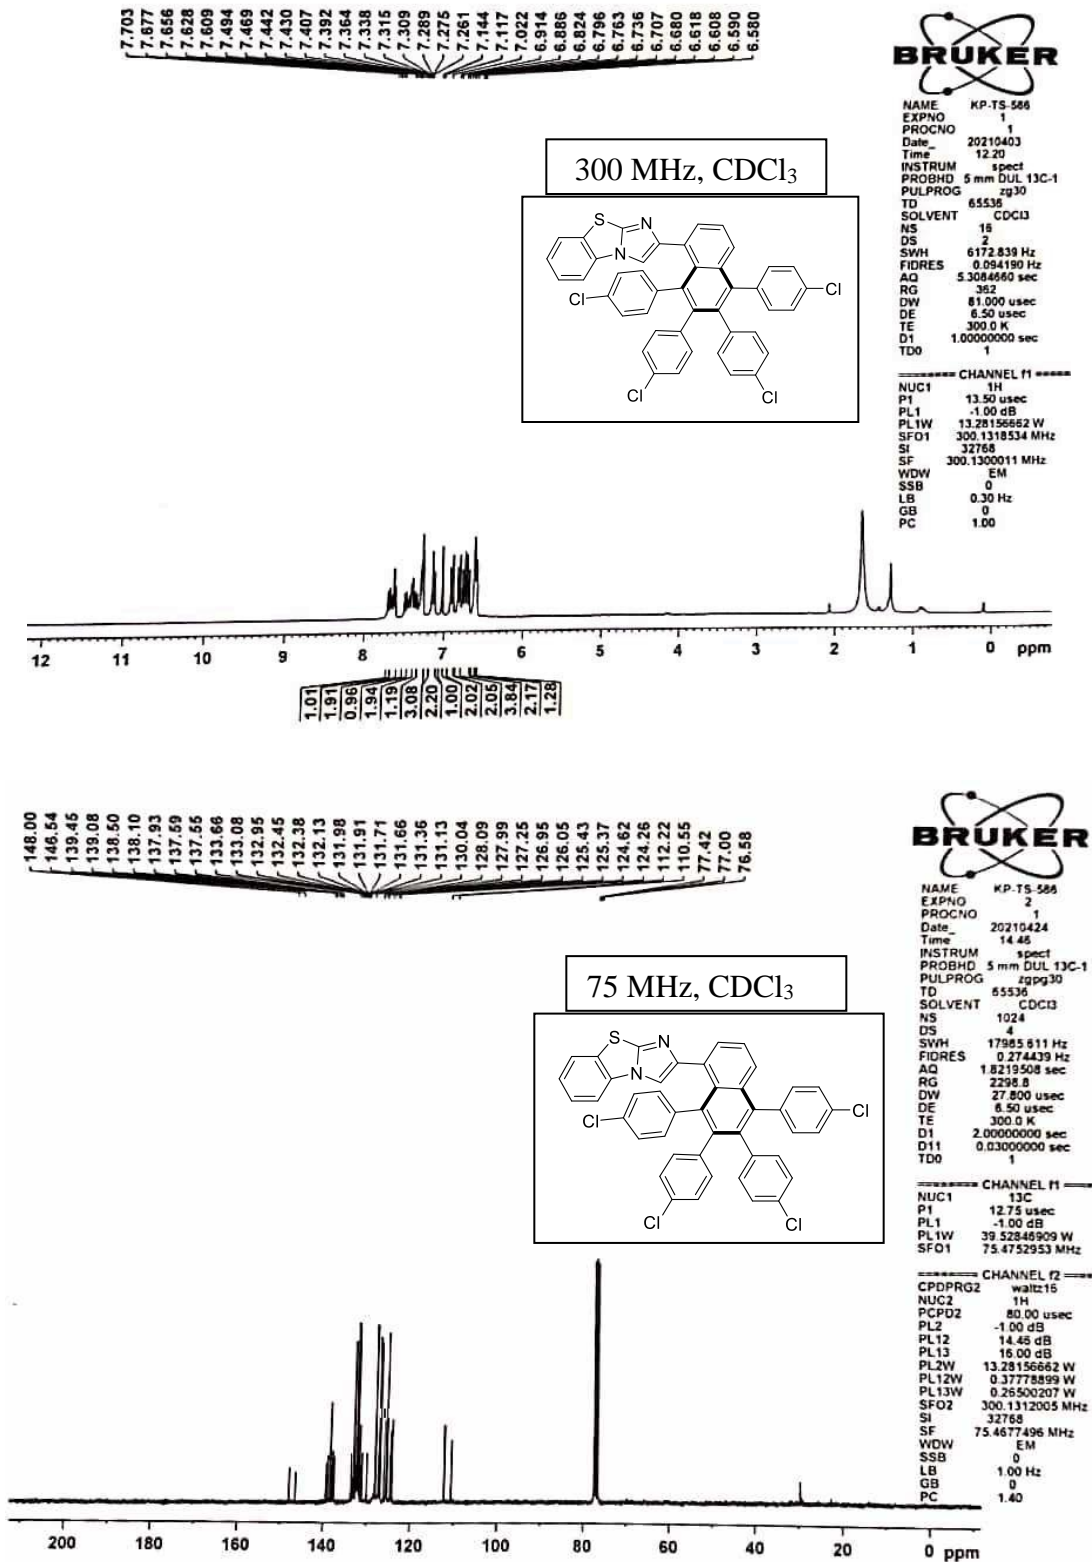 7.703
7.677
7.656
7.628
7.609
7.494
7.469
7.442
7.430
7.407
7.392
7.364
7.338
7.315
7.309
7.289
7.275
7.261
7.144
7.117
7.022
6.914
6.886
6.824
6.796
6.763
6.736
6.707
6.680
6.618
6.608
6.590
6.580
BRUKER
NAME KP-TS-586
EXPNO 1
PROCNO 1
Date_ 20210403
Time 12.20
INSTRUM spect
PROBHD 5 mm DUL 13C-1
PULPROG zg30
TD 65536
SOLVENT CDCl3
NS 16
DS 2
SWH 6172.839 Hz
FIDRES 0.094190 Hz
AQ 5.3084660 sec
RG 362
DW 81.000 usec
DE 6.50 usec
TE 300.0 K
D1 1.00000000 sec
TD0 1
======== CHANNEL f1 =====
NUC1 1H
P1 13.50 usec
PL1 -1.00 dB
PL1W 13.28156662 W
SFO1 300.1318534 MHz
SI 32768
SF 300.1300011 MHz
WDW EM
SSB 0
LB 0.30 Hz
GB 0
PC 1.00
300 MHz, CDCl3
S
N
N
Cl
Cl
Cl
Cl
12 11 10 9 8 7 6 5 4 3 2 1 0 ppm
1.01
1.91
0.96
1.94
1.19
3.08
2.20
1.00
2.02
2.05
3.84
2.17
1.28
148.00
146.54
139.45
139.08
138.50
138.10
137.93
137.59
137.55
133.66
133.08
132.95
132.45
132.38
132.13
131.98
131.91
131.71
131.66
131.36
131.13
130.04
128.09
127.99
127.25
126.95
126.05
125.43
125.37
124.62
124.26
112.22
110.55
77.42
77.00
76.58
BRUKER
NAME KP-TS-586
EXPNO 2
PROCNO 1
Date_ 20210424
Time 14.46
INSTRUM spect
PROBHD 5 mm DUL 13C-1
PULPROG zgpg30
TD 65536
SOLVENT CDCl3
NS 1024
DS 4
SWH 17985.611 Hz
FIDRES 0.274439 Hz
AQ 1.8219508 sec
RG 2298.8
DW 27.800 usec
DE 6.50 usec
TE 300.0 K
D1 2.00000000 sec
D11 0.03000000 sec
TD0 1
======== CHANNEL f1 =====
NUC1 13C
P1 12.75 usec
PL1 -1.00 dB
PL1W 39.52846909 W
SFO1 75.4752953 MHz
======== CHANNEL f2 =====
CPDPRG2 waltz16
NUC2 1H
PCPD2 80.00 usec
PL2 -1.00 dB
PL12 14.46 dB
PL13 16.00 dB
PL2W 13.28156662 W
PL12W 0.37778899 W
PL13W 0.26500207 W
SFO2 300.1312005 MHz
SI 32768
SF 75.4677496 MHz
WDW EM
SSB 0
LB 1.00 Hz
GB 0
PC 1.40
75 MHz, CDCl3
S
N
N
Cl
Cl
Cl
Cl
200 180 160 140 120 100 80 60 40 20 0 ppm